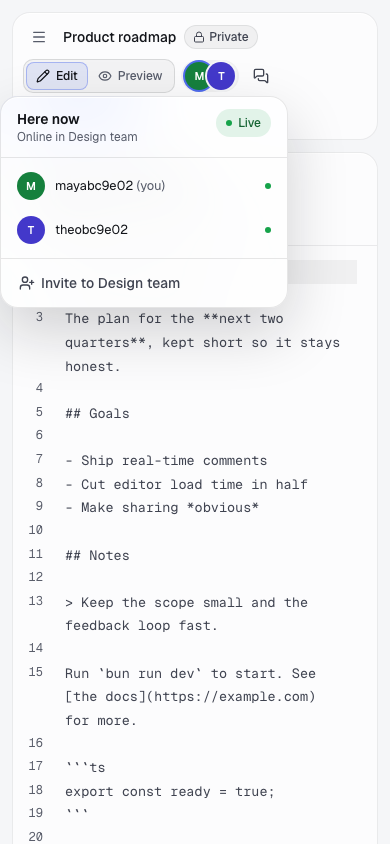 Product roadmap Private
Edit Preview M T
Here now
Online in Design team
Live
M mayabc9e02 (you)
T theobc9e02
Invite to Design team
3 The plan for the **next two
quarters**, kept short so it stays
honest.
4
5 ## Goals
6
7 - Ship real-time comments
8 - Cut editor load time in half
9 - Make sharing *obvious*
10
11 ## Notes
12
13 > Keep the scope small and the
feedback loop fast.
14
15 Run `bun run dev` to start. See
[the docs](https://example.com)
for more.
16
17 ```ts
18 export const ready = true;
19 ```
20